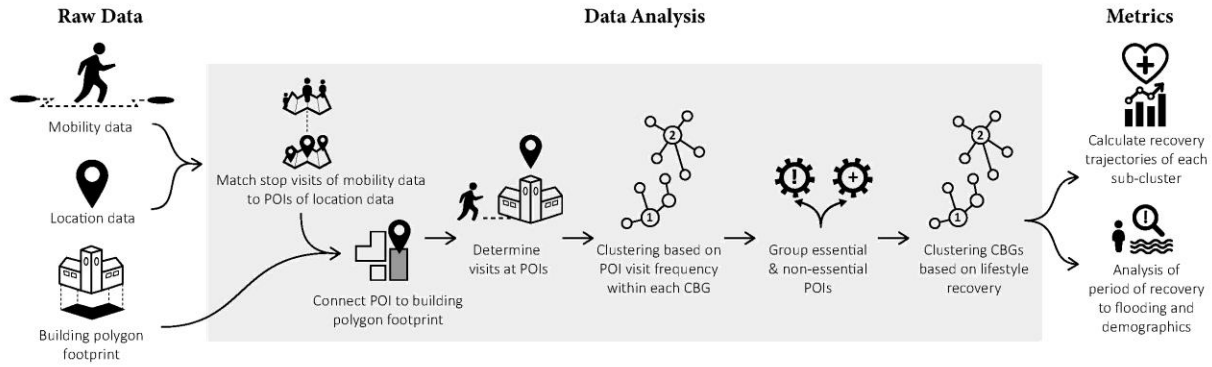 Raw Data
Data Analysis
Metrics
Mobility data
Location data
Building polygon
footprint
Match stop visits of mobility data
to POIs of location data
Connect POI to building
polygon footprint
Determine
visits at POIs
2
1
Clustering based on
POI visit frequency
within each CBG
Group essential
& non-essential
POIs
2
1
Clustering CBGs
based on lifestyle
recovery
Calculate recovery
trajectories of each
sub-cluster
Analysis of
period of recovery
to flooding and
demographics